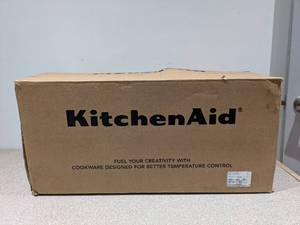 KitchenAid®
FUEL YOUR CREATIVITY WITH
COOKWARE DESIGNED FOR BETTER TEMPERATURE CONTROL